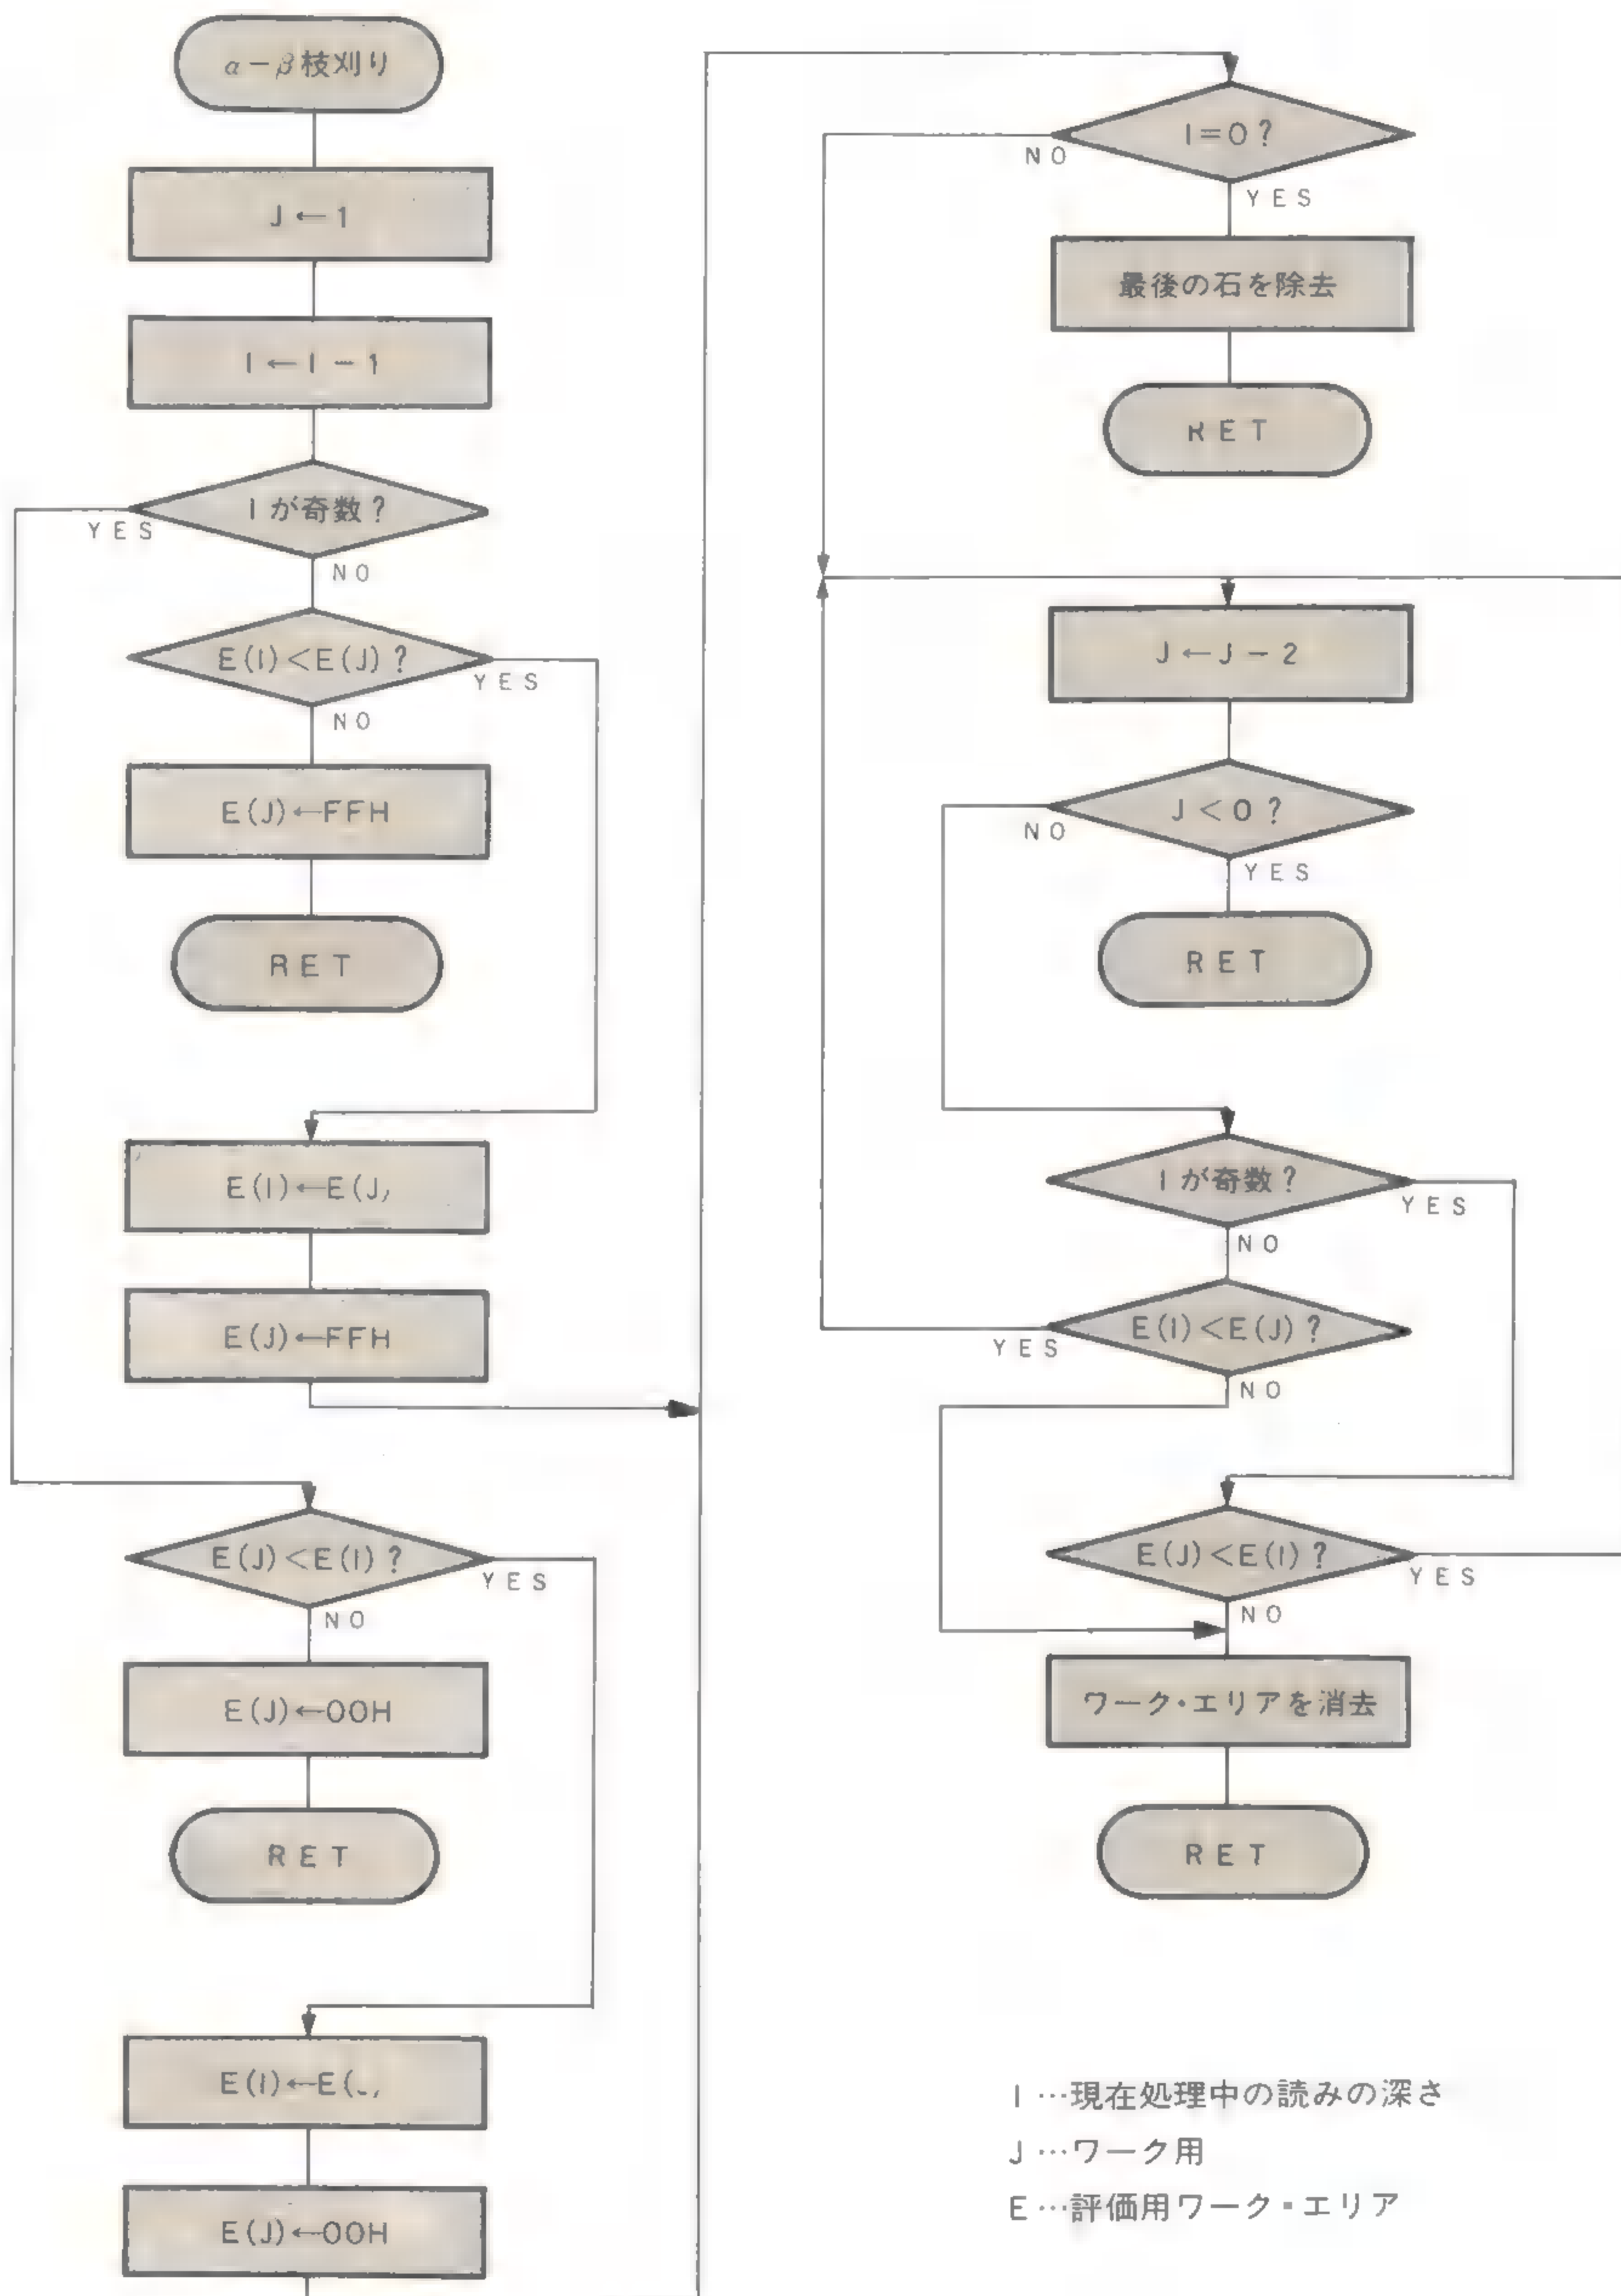 α－β枝刈り
J←1
I←I－1
Iが奇数？
YES
NO
E(I)<E(J)？
YES
NO
E(J)←FFH
RET
E(I)←E(J
E(J)←FFH
E(J)<E(I)？
YES
NO
E(J)←00H
RET
E(I)←E(
E(J)←00H
I=0？
NO
YES
最後の石を除去
RET
J←J－2
J<0？
NO
YES
RET
Iが奇数？
YES
NO
E(I)<E(J)？
YES
NO
E(J)<E(I)？
YES
NO
ワーク・エリアを消去
RET
I…現在処理中の読みの深さ
J…ワーク用
E…評価用ワーク・エリア